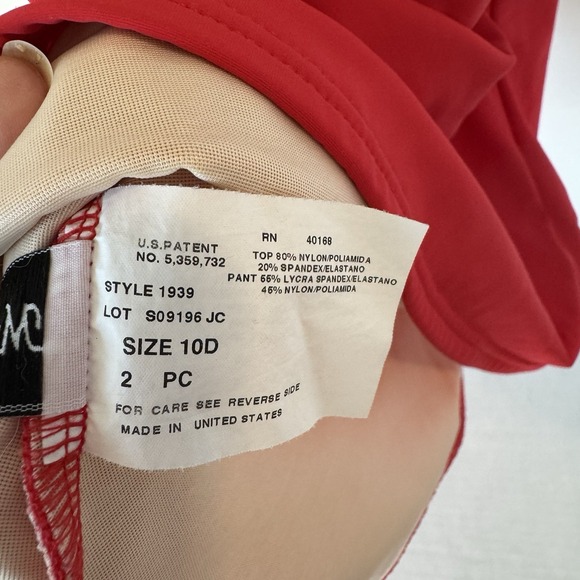 U.S. PATENT
NO. 5,359,732
RN 40168
TOP 80% NYLON/POLIAMIDA
20% SPANDEX/ELASTANO
PANT 55% LYCRA SPANDEX/ELASTANO
45% NYLON/POLIAMIDA
STYLE 1939
LOT S09196 JC
SIZE 10D
2 PC
FOR CARE SEE REVERSE SIDE
MADE IN UNITED STATES